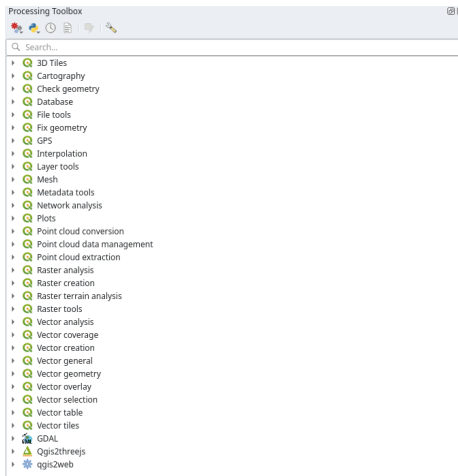 Processing Toolbox
Search...
3D Tiles
Cartography
Check geometry
Database
File tools
Fix geometry
GPS
Interpolation
Layer tools
Mesh
Metadata tools
Network analysis
Plots
Point cloud conversion
Point cloud data management
Point cloud extraction
Raster analysis
Raster creation
Raster terrain analysis
Raster tools
Vector analysis
Vector coverage
Vector creation
Vector general
Vector geometry
Vector overlay
Vector selection
Vector table
Vector tiles
GDAL
Qgis2threejs
qgis2web